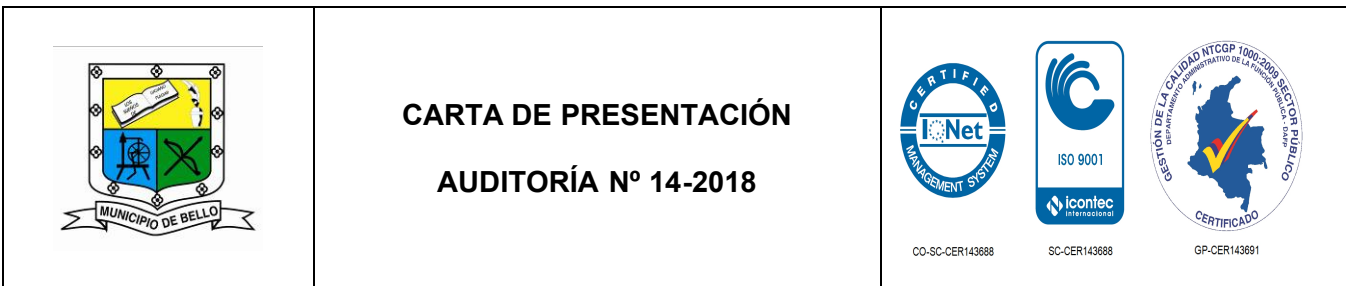 MUNICIPIO DE BELLO
CARTA DE PRESENTACIÓN
AUDITORÍA Nº 14-2018
CERTIFIED
IQNet
MANAGEMENT SYSTEM
CO-SC-CER143688
ISO 9001
icontec
internacional
SC-CER143688
GESTIÓN DE LA CALIDAD NTCGP 1000:2009 SECTOR PÚBLICO
DEPARTAMENTO ADMINISTRATIVO DE LA FUNCIÓN PÚBLICA - DAFP
CERTIFICADO
GP-CER143691